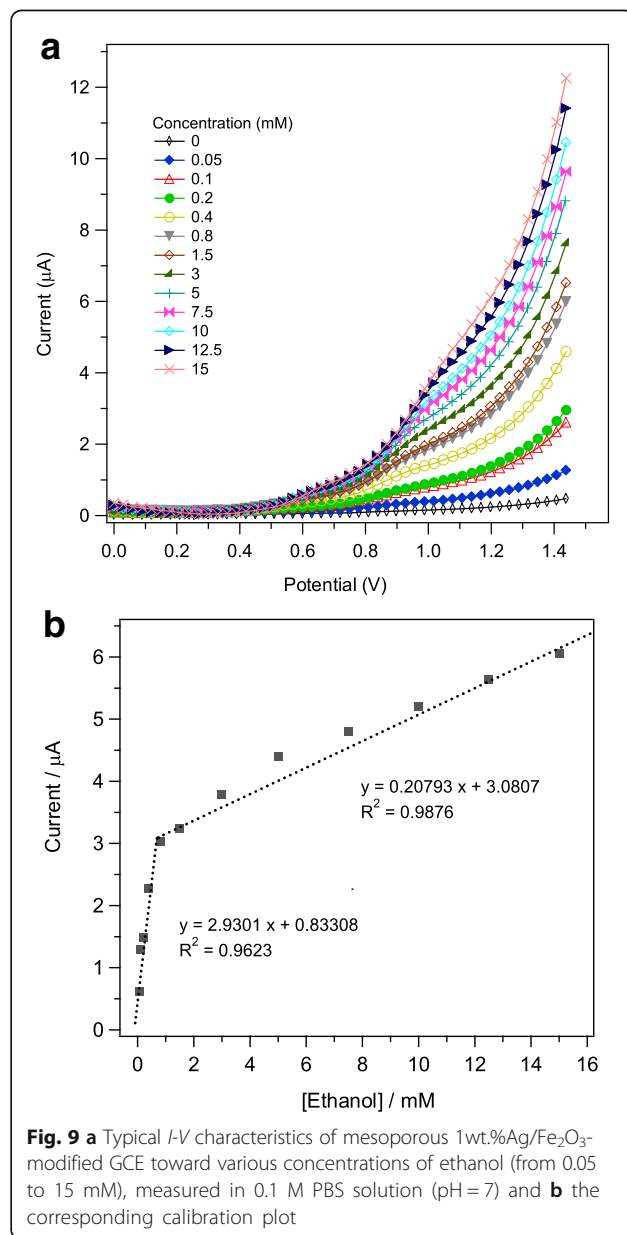 a
12
10
8
6
4
2
0
Current (µA)
Concentration (mM)
0
0.05
0.1
0.2
0.4
0.8
1.5
3
5
7.5
10
12.5
15
0.0 0.2 0.4 0.6 0.8 1.0 1.2 1.4
Potential (V)
b
6
5
4
3
2
1
0
Current / µA
y = 0.20793 x + 3.0807
R² = 0.9876
y = 2.9301 x + 0.83308
R² = 0.9623
0 2 4 6 8 10 12 14 16
[Ethanol] / mM
Fig. 9 a Typical I-V characteristics of mesoporous 1wt.%Ag/Fe₂O₃-
modified GCE toward various concentrations of ethanol (from 0.05
to 15 mM), measured in 0.1 M PBS solution (pH = 7) and b the
corresponding calibration plot